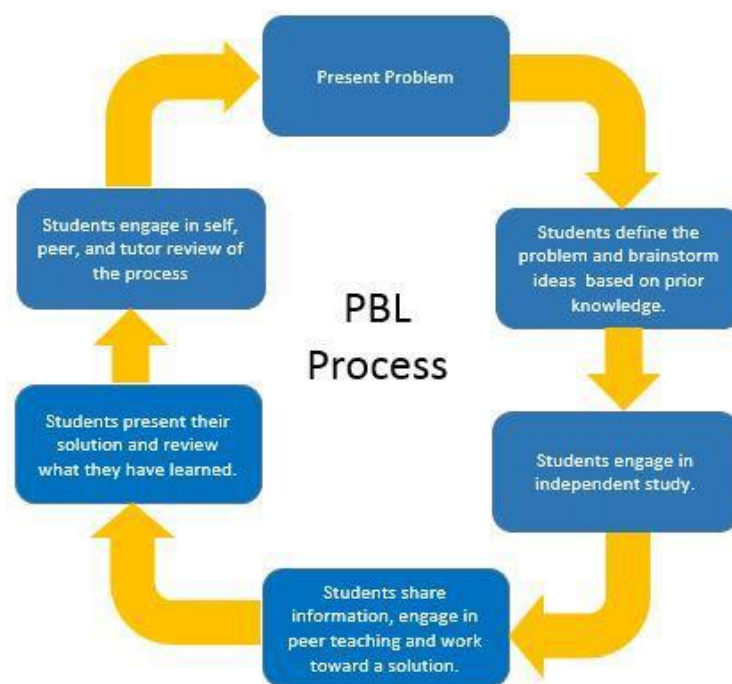 Present Problem
Students define the
problem and brainstorm
ideas based on prior
knowledge.
Students engage in
independent study.
Students share
information, engage in
peer teaching and work
toward a solution.
Students present their
solution and review
what they have learned.
Students engage in self,
peer, and tutor review of
the process
PBL
Process